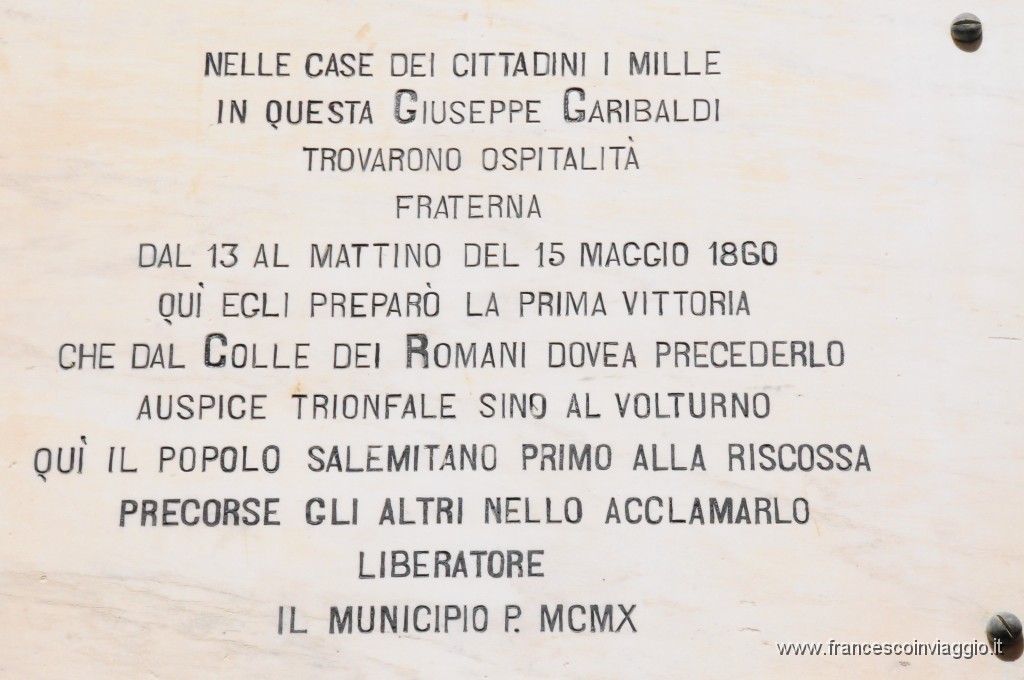 NELLE CASE DEI CITTADINI I MILLE
IN QUESTA GIUSEPPE GARIBALDI
TROVARONO OSPITALITÀ
FRATERNA
DAL 13 AL MATTINO DEL 15 MAGGIO 1860
QUÌ EGLI PREPARÒ LA PRIMA VITTORIA
CHE DAL COLLE DEI ROMANI DOVEA PRECEDERLO
AUSPICE TRIONFALE SINO AL VOLTURNO
QUÌ IL POPOLO SALEMITANO PRIMO ALLA RISCOSSA
PRECORSE GLI ALTRI NELLO ACCLAMARLO
LIBERATORE
IL MUNICIPIO P. MCMX
www.francescoinviaggio.it